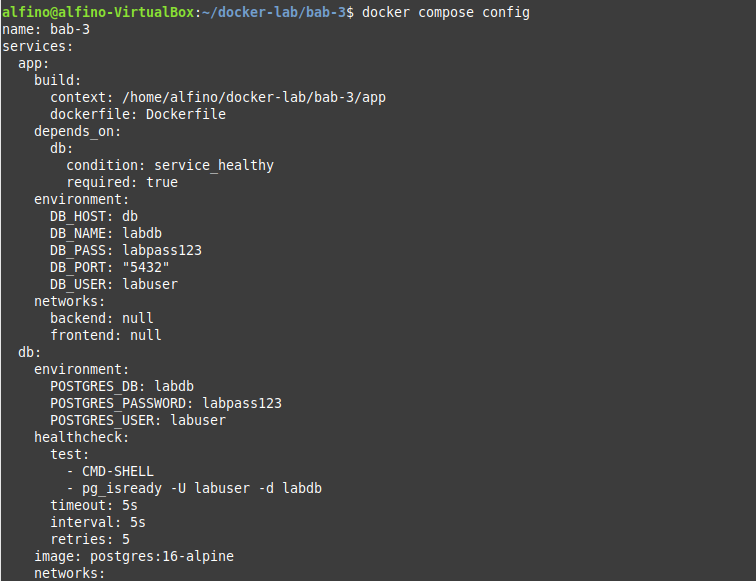 alfino@alfino-VirtualBox:~/docker-lab/bab-3$ docker compose config
name: bab-3
services:
  app:
    build:
      context: /home/alfino/docker-lab/bab-3/app
      dockerfile: Dockerfile
    depends_on:
      db:
        condition: service_healthy
        required: true
    environment:
      DB_HOST: db
      DB_NAME: labdb
      DB_PASS: labpass123
      DB_PORT: "5432"
      DB_USER: labuser
    networks:
      backend: null
      frontend: null
  db:
    environment:
      POSTGRES_DB: labdb
      POSTGRES_PASSWORD: labpass123
      POSTGRES_USER: labuser
    healthcheck:
      test:
        - CMD-SHELL
        - pg_isready -U labuser -d labdb
      timeout: 5s
      interval: 5s
      retries: 5
    image: postgres:16-alpine
    networks: